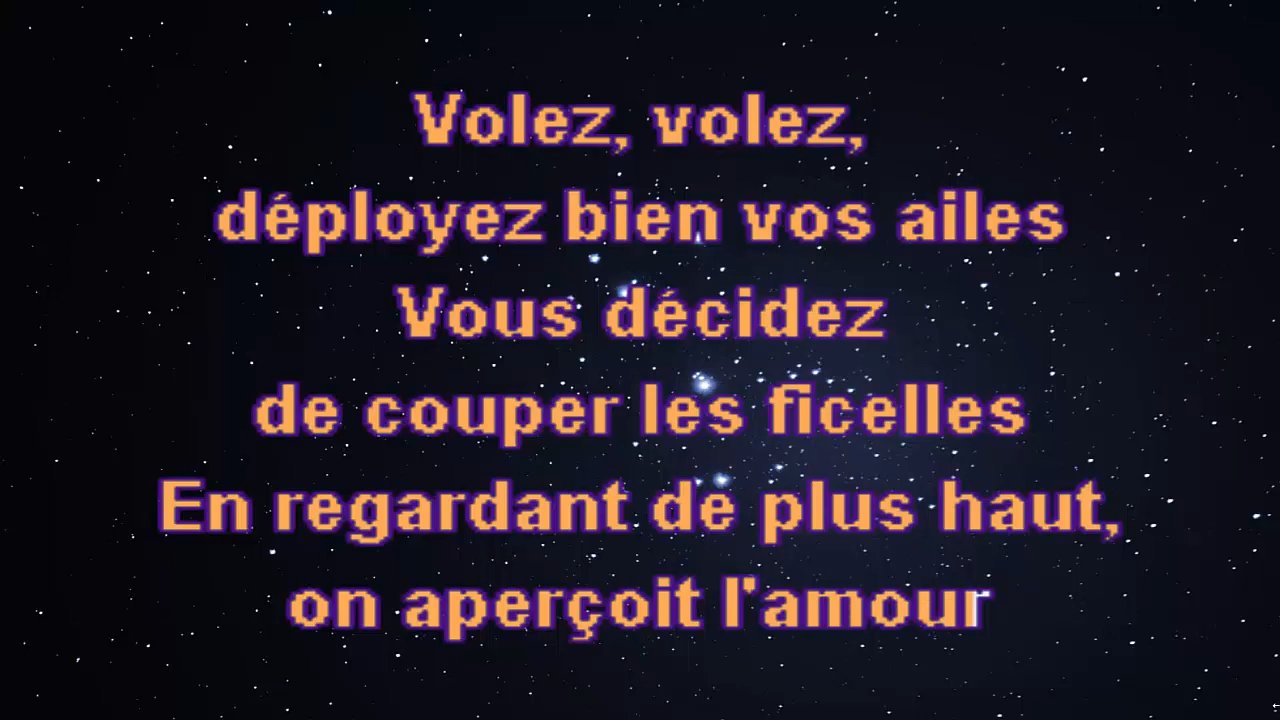 Volez, volez,
déployez bien vos ailes
Vous décidez
de couper les ficelles
En regardant de plus haut,
on aperçoit l'amour